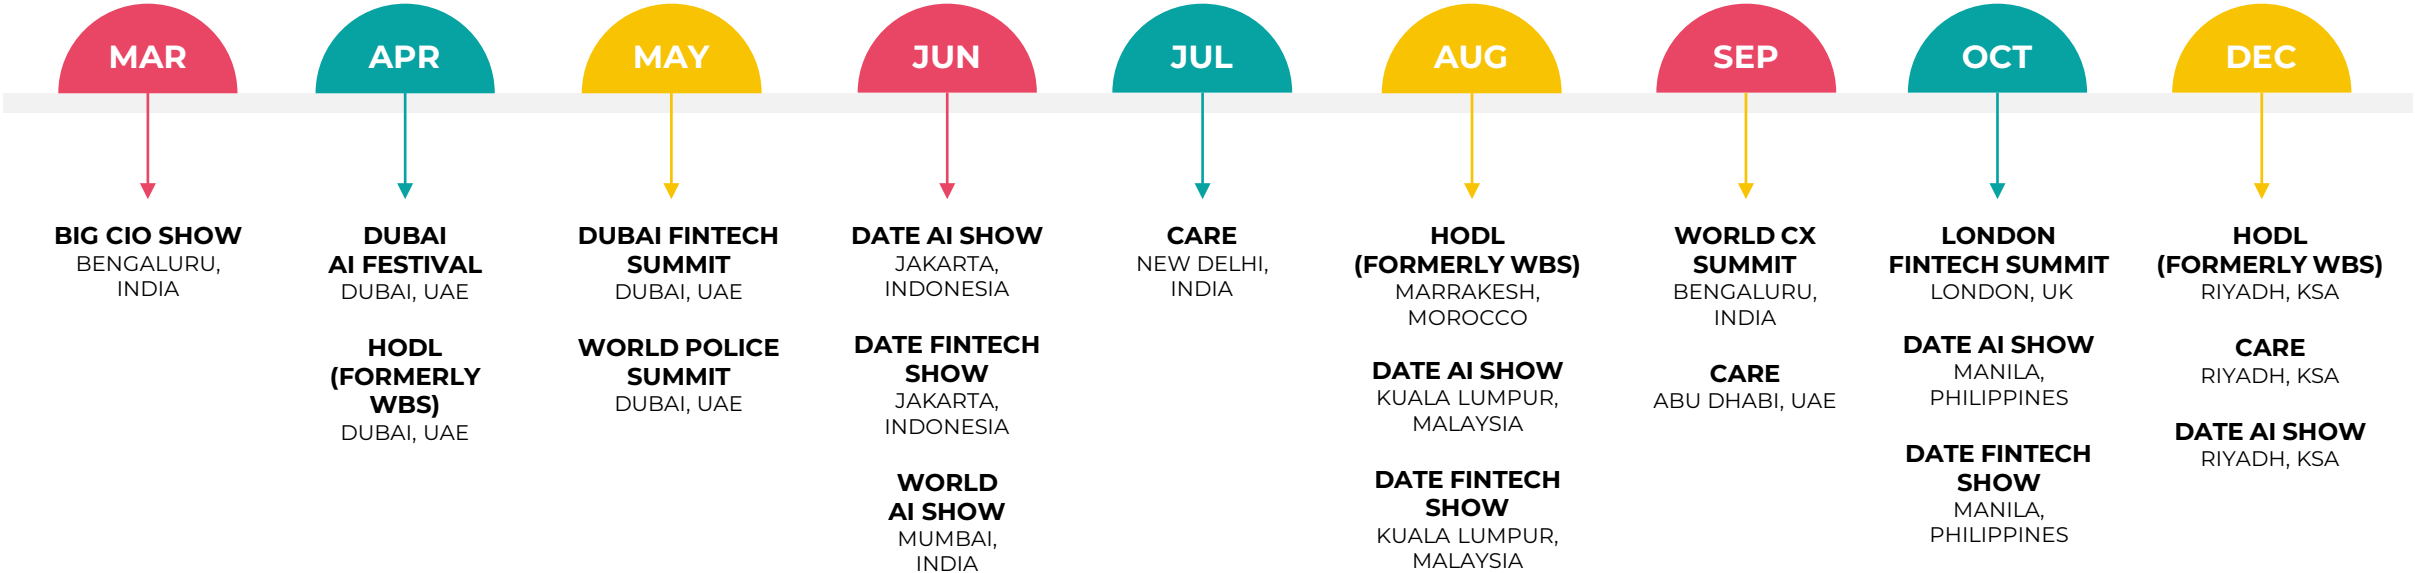 MAR
APR
MAY
JUN
JUL
AUG
SEP
OCT
DEC
BIG CIO SHOW
BENGALURU,
INDIA
DUBAI
AI FESTIVAL
DUBAI, UAE
HODL
(FORMERLY
WBS)
DUBAI, UAE
DUBAI FINTECH
SUMMIT
DUBAI, UAE
WORLD POLICE
SUMMIT
DUBAI, UAE
DATE AI SHOW
JAKARTA,
INDONESIA
DATE FINTECH
SHOW
JAKARTA,
INDONESIA
WORLD
AI SHOW
MUMBAI,
INDIA
CARE
NEW DELHI,
INDIA
HODL
(FORMERLY WBS)
MARRAKESH,
MOROCCO
DATE AI SHOW
KUALA LUMPUR,
MALAYSIA
DATE FINTECH
SHOW
KUALA LUMPUR,
MALAYSIA
WORLD CX
SUMMIT
BENGALURU,
INDIA
CARE
ABU DHABI, UAE
LONDON
FINTECH SUMMIT
LONDON, UK
DATE AI SHOW
MANILA,
PHILIPPINES
DATE FINTECH
SHOW
MANILA,
PHILIPPINES
HODL
(FORMERLY WBS)
RIYADH, KSA
CARE
RIYADH, KSA
DATE AI SHOW
RIYADH, KSA